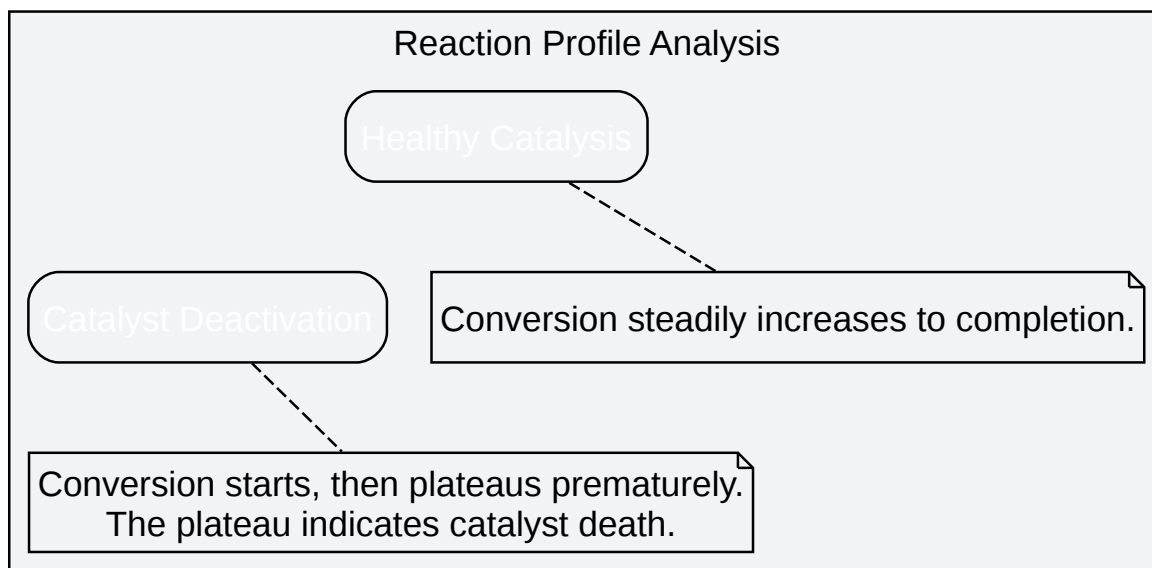 Reaction Profile Analysis
Healthy Catalysis
Catalyst Deactivation
Conversion steadily increases to completion.
Conversion starts, then plateaus prematurely.
The plateau indicates catalyst death.